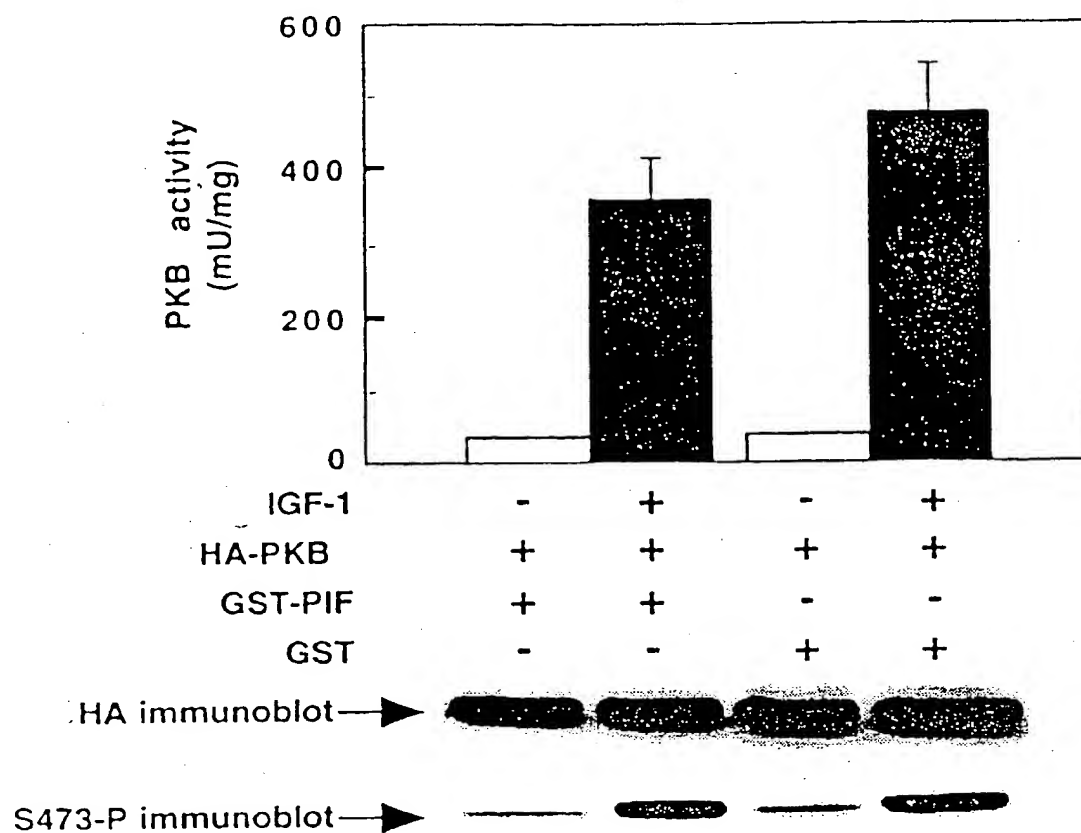 600
400
200
0
PKB activity
(mU/mg)
IGF-1 - + - +
HA-PKB + + + +
GST-PIF + + - -
GST - - + +
HA immunoblot
S473-P immunoblot